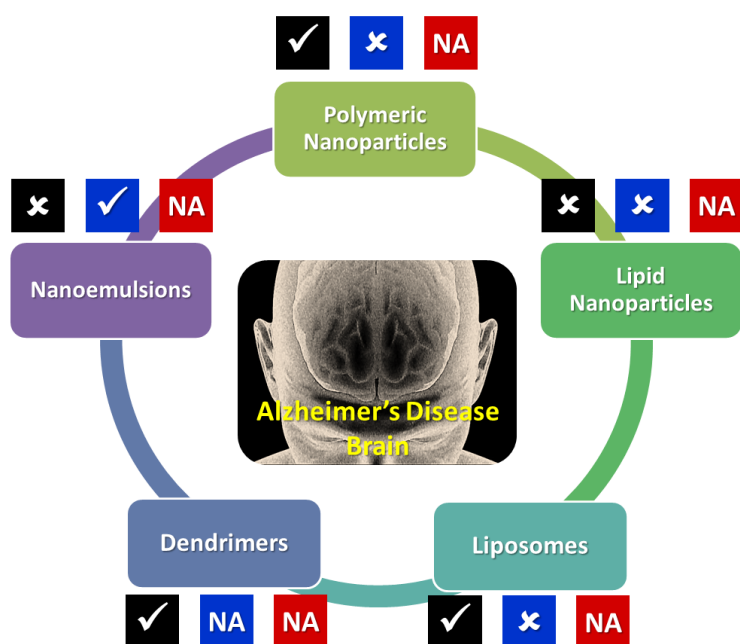 ✓ ✘ NA
Polymeric
Nanoparticles
✘ ✓ NA
Nanoemulsions
✘ ✘ NA
Lipid
Nanoparticles
Alzheimer's Disease
Brain
Dendrimers
✓ NA NA
Liposomes
✓ ✘ NA